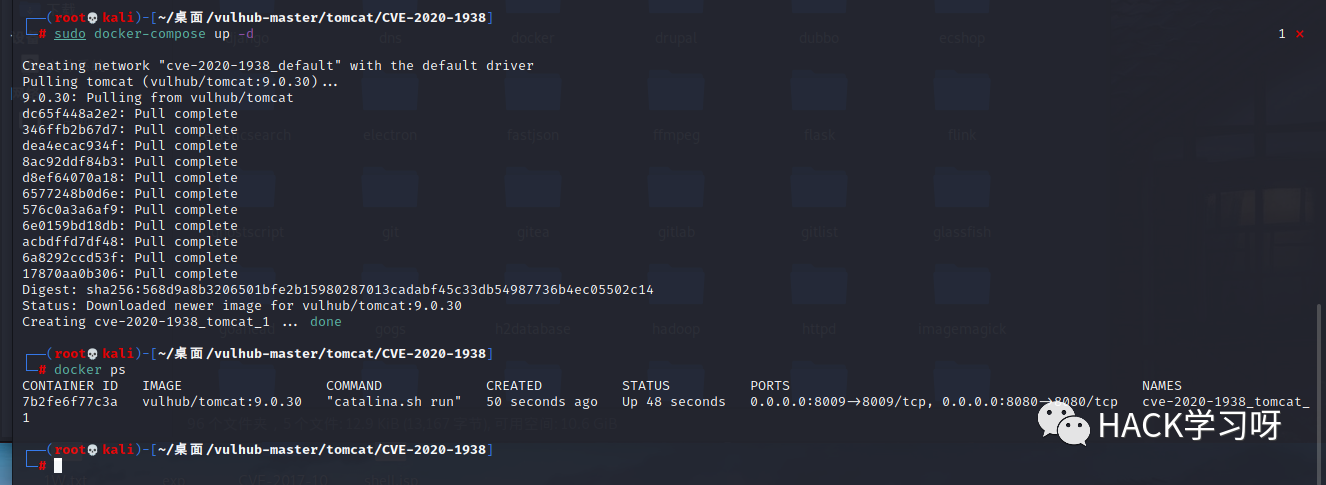 (root💀kali)-[~/桌面/vulhub-master/tomcat/CVE-2020-1938]
# sudo docker-compose up -d 1 ×
Creating network "cve-2020-1938_default" with the default driver
Pulling tomcat (vulhub/tomcat:9.0.30)...
9.0.30: Pulling from vulhub/tomcat
dc65f448a2e2: Pull complete
346ffb2b67d7: Pull complete
dea4ecac934f: Pull complete
8ac92ddf84b3: Pull complete
d8ef64070a18: Pull complete
6577248b0d6e: Pull complete
576c0a3a6af9: Pull complete
6e0159bd18db: Pull complete
acbdffd7df48: Pull complete
6a8292ccd53f: Pull complete
17870aa0b306: Pull complete
Digest: sha256:568d9a8b3206501bfe2b15980287013cadabf45c33db54987736b4ec05502c14
Status: Downloaded newer image for vulhub/tomcat:9.0.30
Creating cve-2020-1938_tomcat_1 ... done
(root💀kali)-[~/桌面/vulhub-master/tomcat/CVE-2020-1938]
# docker ps
CONTAINER ID IMAGE COMMAND CREATED STATUS PORTS NAMES
7b2fe6f77c3a vulhub/tomcat:9.0.30 "catalina.sh run" 50 seconds ago Up 48 seconds 0.0.0.0:8009→8009/tcp, 0.0.0.0:8080→8080/tcp cve-2020-1938_tomcat_
1
HACK学习呀
(root💀kali)-[~/桌面/vulhub-master/tomcat/CVE-2020-1938]
#